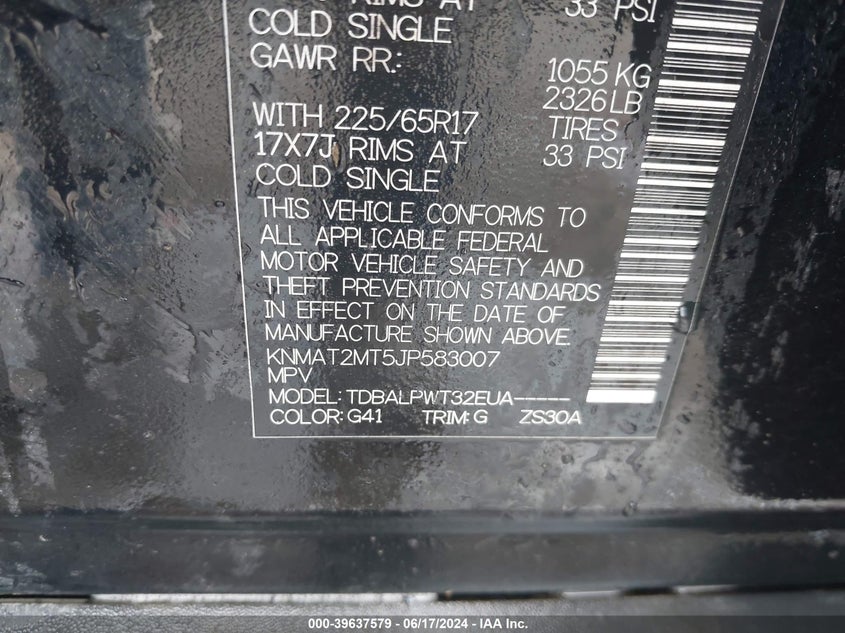 RIMS AT 33 PSI
COLD SINGLE
GAWR RR: 1055 KG
2326 LB
WITH 225/65R17 TIRES
17X7J RIMS AT 33 PSI
COLD SINGLE
THIS VEHICLE CONFORMS TO
ALL APPLICABLE FEDERAL
MOTOR VEHICLE SAFETY AND
THEFT PREVENTION STANDARDS
IN EFFECT ON THE DATE OF
MANUFACTURE SHOWN ABOVE.
KNMAT2MT5JP583007
MPV
MODEL: TDBALPWT32EUA-----
COLOR: G41 TRIM: G ZS30A
000-39637579 - 06/17/2024 - IAA Inc.